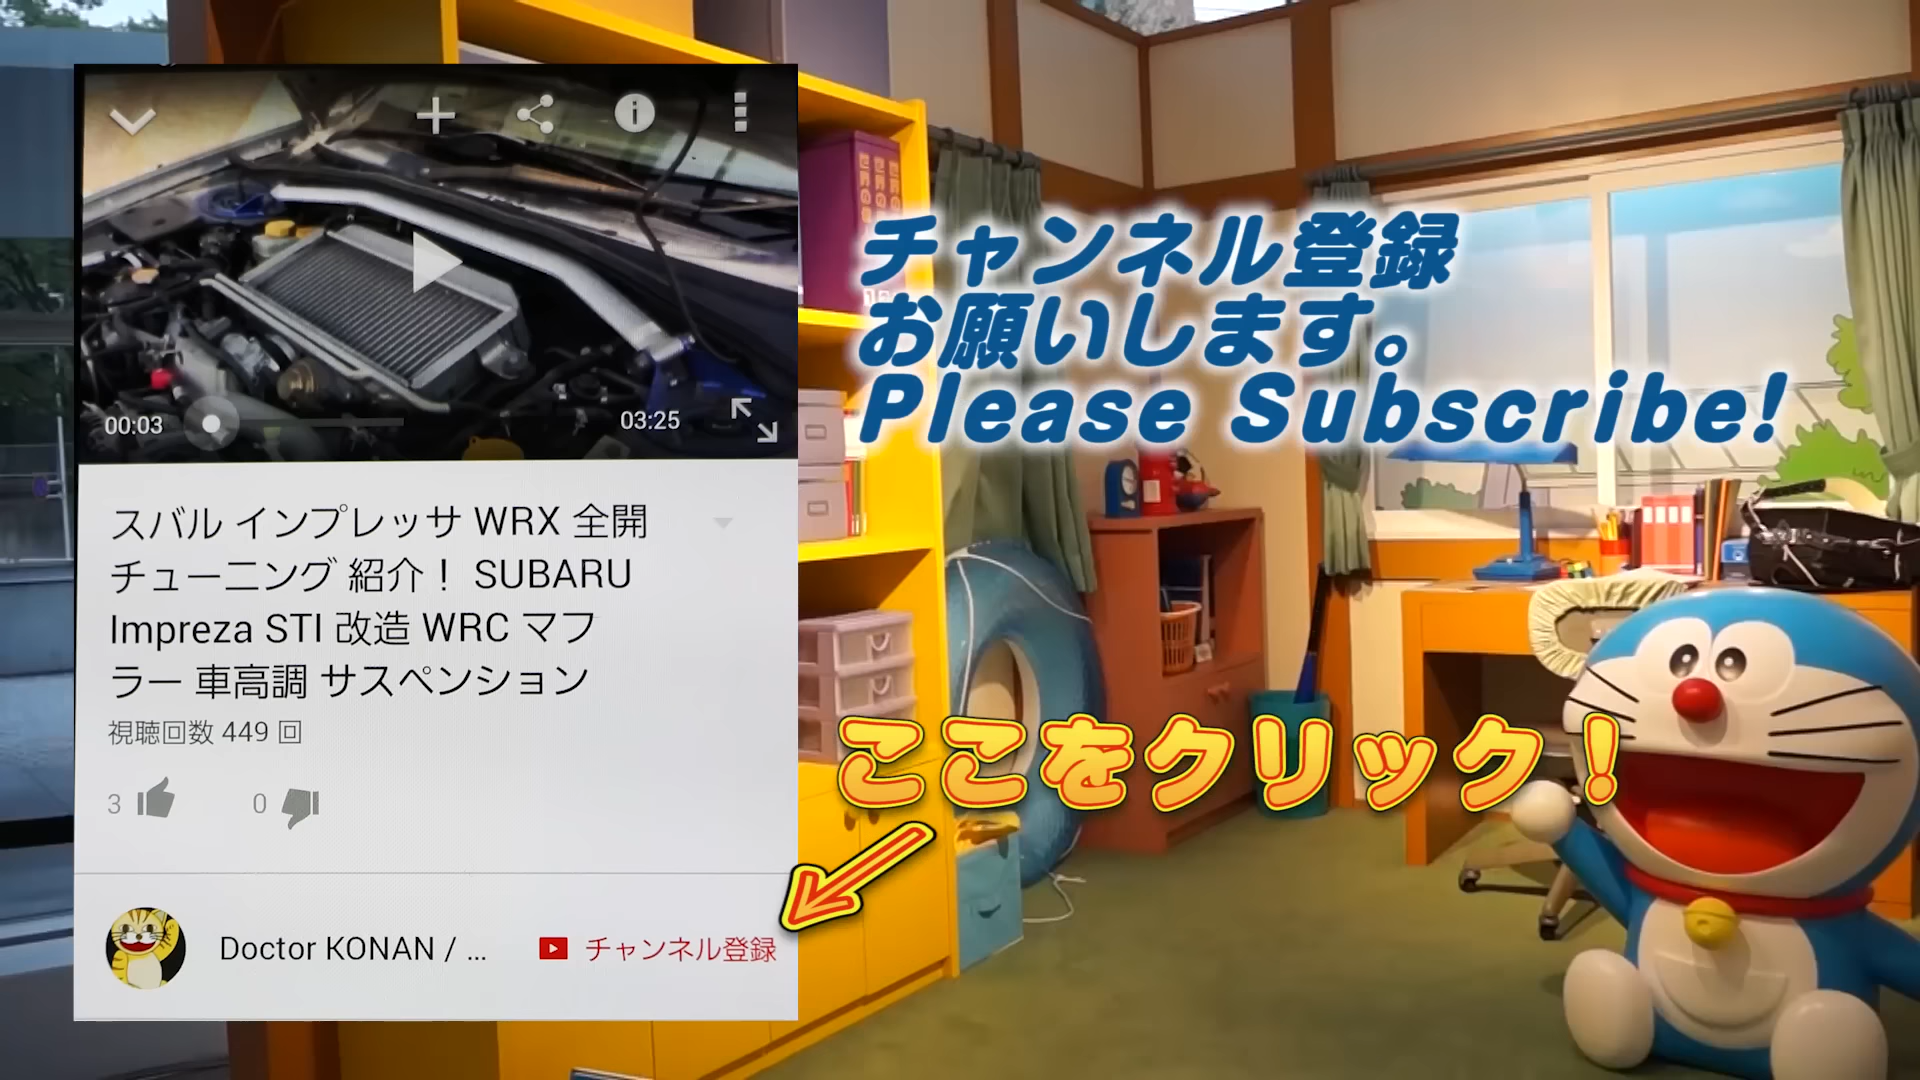 00:03
03:25
スバル インプレッサ WRX 全開
チューニング 紹介！ SUBARU
Impreza STI 改造 WRC マフ
ラー 車高調 サスペンション
視聴回数 449 回
3
0
Doctor KONAN / ...
チャンネル登録
チャンネル登録
お願いします。
Please Subscribe!
ここをクリック！